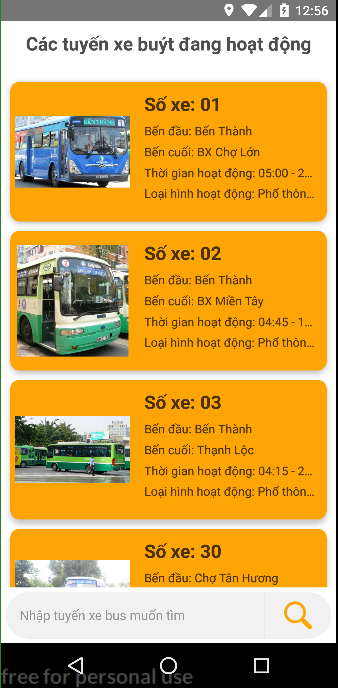 12:56
Các tuyến xe buýt đang hoạt động
Số xe: 01
Bến đầu: Bến Thành
Bến cuối: BX Chợ Lớn
Thời gian hoạt động: 05:00 - 2...
Loại hình hoạt động: Phổ thôn...
BẾN THÀNH
Số xe: 02
Bến đầu: Bến Thành
Bến cuối: BX Miền Tây
Thời gian hoạt động: 04:45 - 1...
Loại hình hoạt động: Phổ thôn...
Số xe: 03
Bến đầu: Bến Thành
Bến cuối: Thạnh Lộc
Thời gian hoạt động: 04:15 - 2...
Loại hình hoạt động: Phổ thôn...
Số xe: 30
Bến đầu: Chợ Tân Hương
Nhập tuyến xe bus muốn tìm
free for personal use